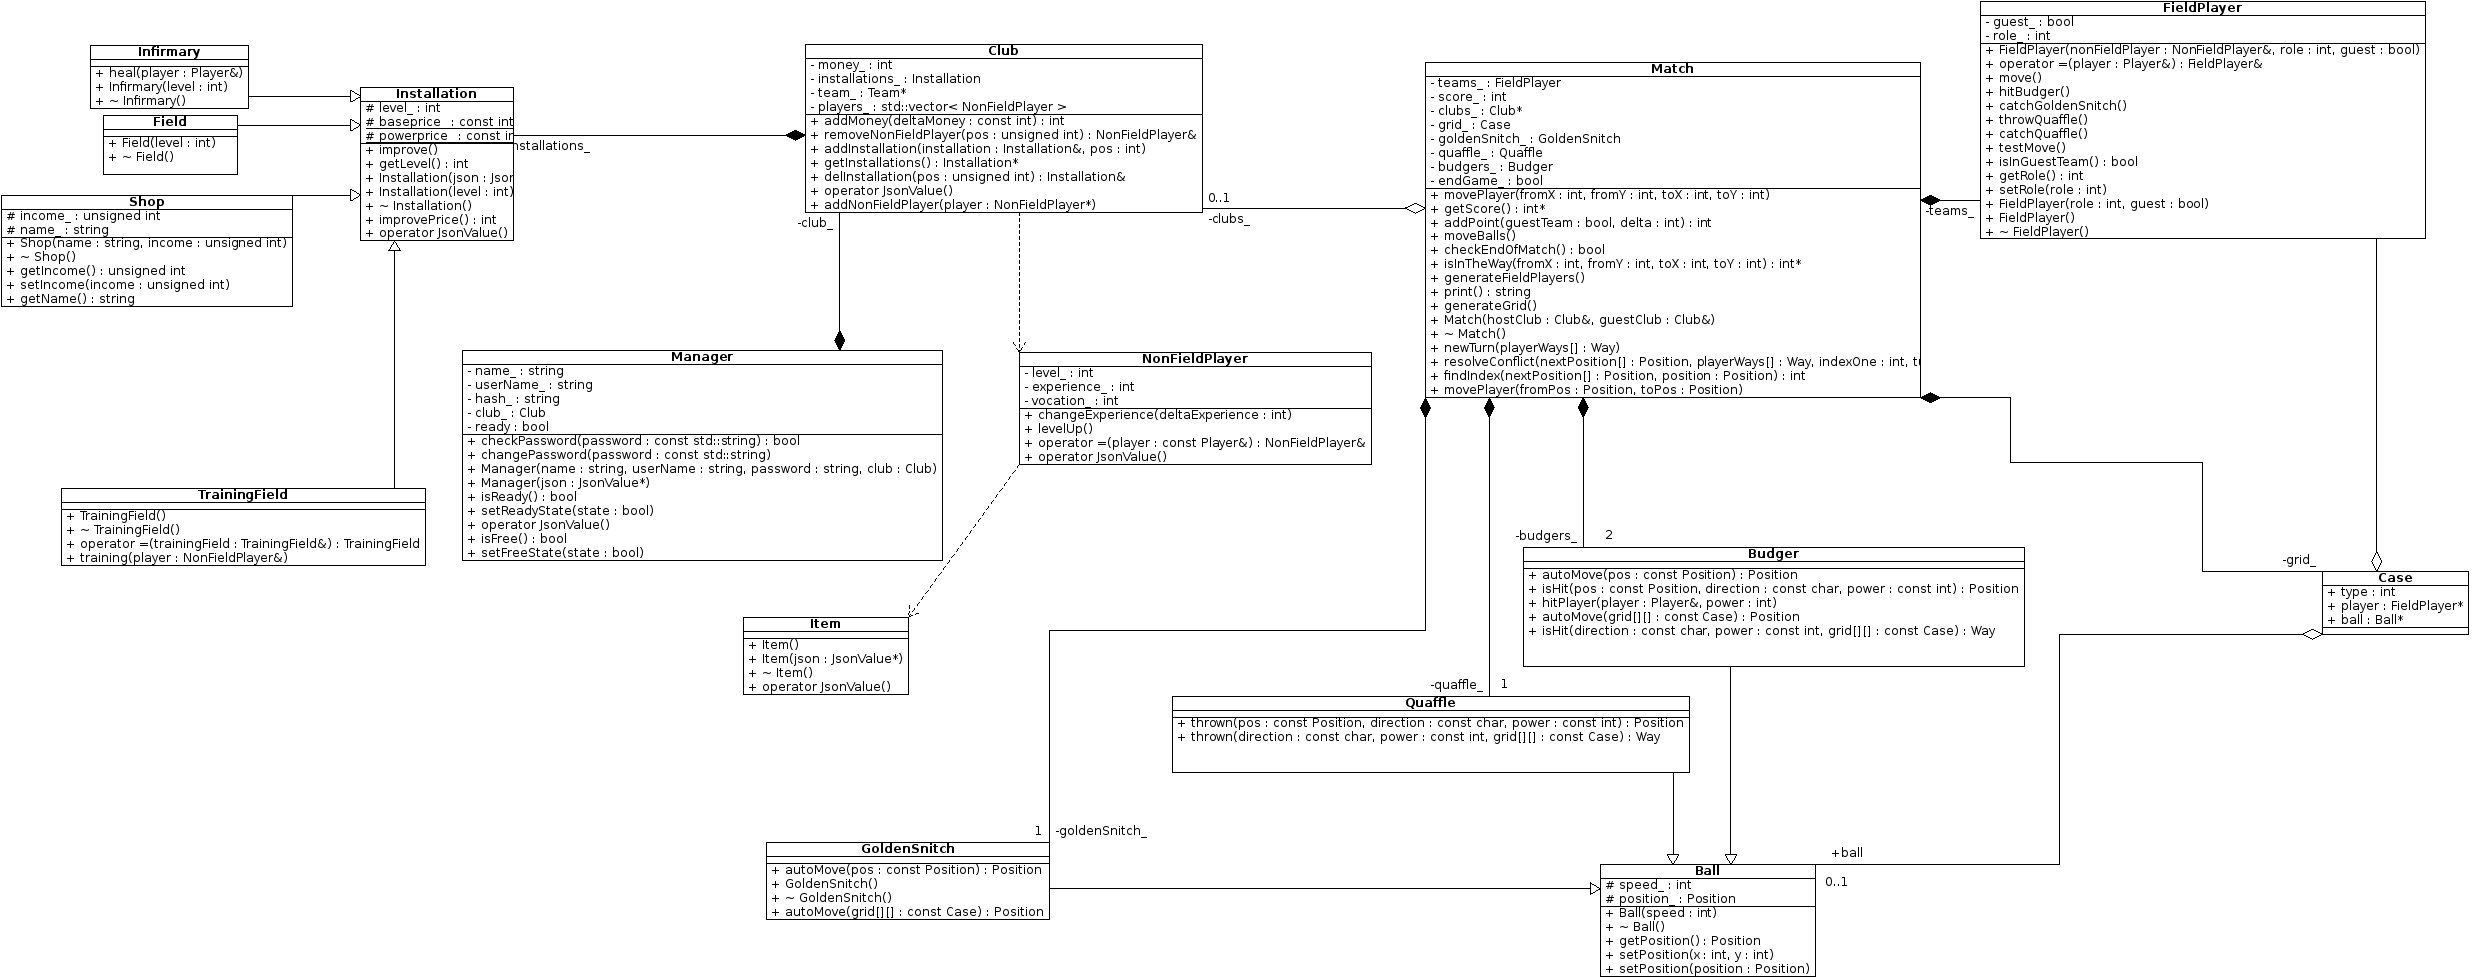 Infirmary
+ heal(player : Player&)
+ Infirmary(level : int)
+ ~ Infirmary()
Field
+ Field(level : int)
+ ~ Field()
Shop
# income_ : unsigned int
# name_ : string
+ Shop(name : string, income : unsigned int)
+ ~ Shop()
+ getIncome() : unsigned int
+ setIncome(income : unsigned int)
+ getName() : string
Installation
# level_ : int
# baseprice_ : const int
# powerprice_ : const in
+ improve()
+ getLevel() : int
+ Installation(json : Json
+ Installation(level : int)
+ ~ Installation()
+ improvePrice() : int
+ operator JsonValue()
nstallations_
TrainingField
+ TrainingField()
+ ~ TrainingField()
+ operator =(trainingField : TrainingField&) : TrainingField
+ training(player : NonFieldPlayer&)
Club
- money_ : int
- installations_ : Installation
- team_ : Team*
- players_ : std::vector< NonFieldPlayer >
+ addMoney(deltaMoney : const int) : int
+ removeNonFieldPlayer(pos : unsigned int) : NonFieldPlayer&
+ addInstallation(installation : Installation&, pos : int)
+ getInstallations() : Installation*
+ delInstallation(pos : unsigned int) : Installation&
+ operator JsonValue()
+ addNonFieldPlayer(player : NonFieldPlayer*)
-club_
0..1
-clubs_
Manager
- name_ : string
- userName_ : string
- hash_ : string
- club_ : Club
- ready : bool
+ checkPassword(password : const std::string) : bool
+ changePassword(password : const std::string)
+ Manager(name : string, userName : string, password : string, club : Club)
+ Manager(json : JsonValue*)
+ isReady() : bool
+ setReadyState(state : bool)
+ operator JsonValue()
+ isFree() : bool
+ setFreeState(state : bool)
NonFieldPlayer
- level_ : int
- experience_ : int
- vocation_ : int
+ changeExperience(deltaExperience : int)
+ levelUp()
+ operator =(player : const Player&) : NonFieldPlayer&
+ operator JsonValue()
Item
+ Item()
+ Item(json : JsonValue*)
+ ~ Item()
+ operator JsonValue()
Match
- teams_ : FieldPlayer
- score_ : int
- clubs_ : Club*
- grid_ : Case
- goldenSnitch_ : GoldenSnitch
- quaffle_ : Quaffle
- budgers_ : Budger
- endGame_ : bool
+ movePlayer(fromX : int, fromY : int, toX : int, toY : int)
+ getScore() : int*
+ addPoint(guestTeam : bool, delta : int) : int
+ moveBalls()
+ checkEndOfMatch() : bool
+ isInTheWay(fromX : int, fromY : int, toX : int, toY : int) : int*
+ generateFieldPlayers()
+ print() : string
+ generateGrid()
+ Match(hostClub : Club&, guestClub : Club&)
+ ~ Match()
+ newTurn(playerWays[] : Way)
+ resolveConflict(nextPosition[] : Position, playerWays[] : Way, indexOne : int, t
+ findIndex(nextPosition[] : Position, position : Position) : int
+ movePlayer(fromPos : Position, toPos : Position)
-teams_
FieldPlayer
- guest_ : bool
- role_ : int
+ FieldPlayer(nonFieldPlayer : NonFieldPlayer&, role : int, guest : bool)
+ operator =(player : Player&) : FieldPlayer&
+ move()
+ hitBudger()
+ catchGoldenSnitch()
+ throwQuaffle()
+ catchQuaffle()
+ testMove()
+ isInGuestTeam() : bool
+ getRole() : int
+ setRole(role : int)
+ FieldPlayer(role : int, guest : bool)
+ FieldPlayer()
+ ~ FieldPlayer()
-budgers_
2
Budger
+ autoMove(pos : const Position) : Position
+ isHit(pos : const Position, direction : const char, power : const int) : Position
+ hitPlayer(player : Player&, power : int)
+ autoMove(grid[][] : const Case) : Position
+ isHit(direction : const char, power : const int, grid[][] : const Case) : Way
-grid_
Case
+ type : int
+ player : FieldPlayer*
+ ball : Ball*
-quaffle_
1
Quaffle
+ thrown(pos : const Position, direction : const char, power : const int) : Position
+ thrown(direction : const char, power : const int, grid[][] : const Case) : Way
1
-goldenSnitch_
GoldenSnitch
+ autoMove(pos : const Position) : Position
+ GoldenSnitch()
+ ~ GoldenSnitch()
+ autoMove(grid[][] : const Case) : Position
+ball
0..1
Ball
# speed_ : int
# position_ : Position
+ Ball(speed : int)
+ ~ Ball()
+ getPosition() : Position
+ setPosition(x : int, y : int)
+ setPosition(position : Position)